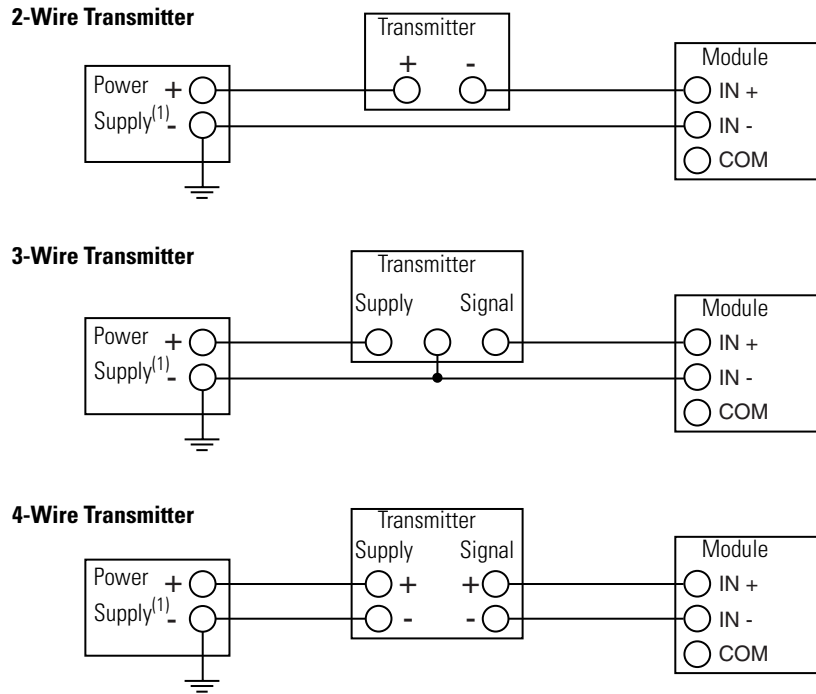 2-Wire Transmitter
Transmitter
+ -
Module
Power +
Supply(1) -
IN +
IN -
COM
3-Wire Transmitter
Transmitter
Supply Signal
Module
Power +
Supply(1) -
IN +
IN -
COM
4-Wire Transmitter
Transmitter
Supply Signal
Module
Power +
Supply(1) -
+ +
- -
IN +
IN -
COM